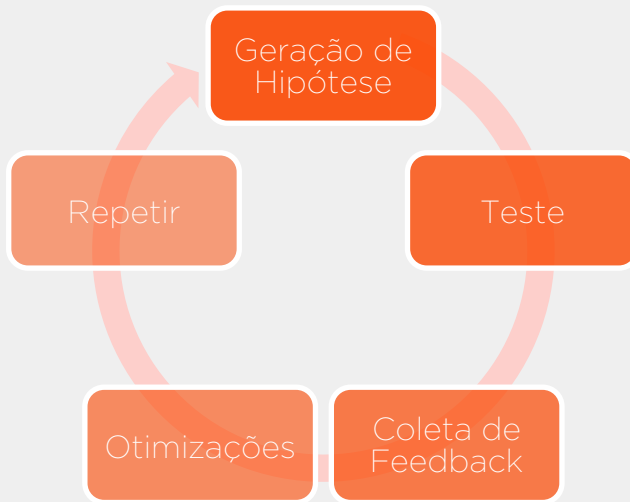 Geração de
Hipótese
Teste
Coleta de
Feedback
Otimizações
Repetir